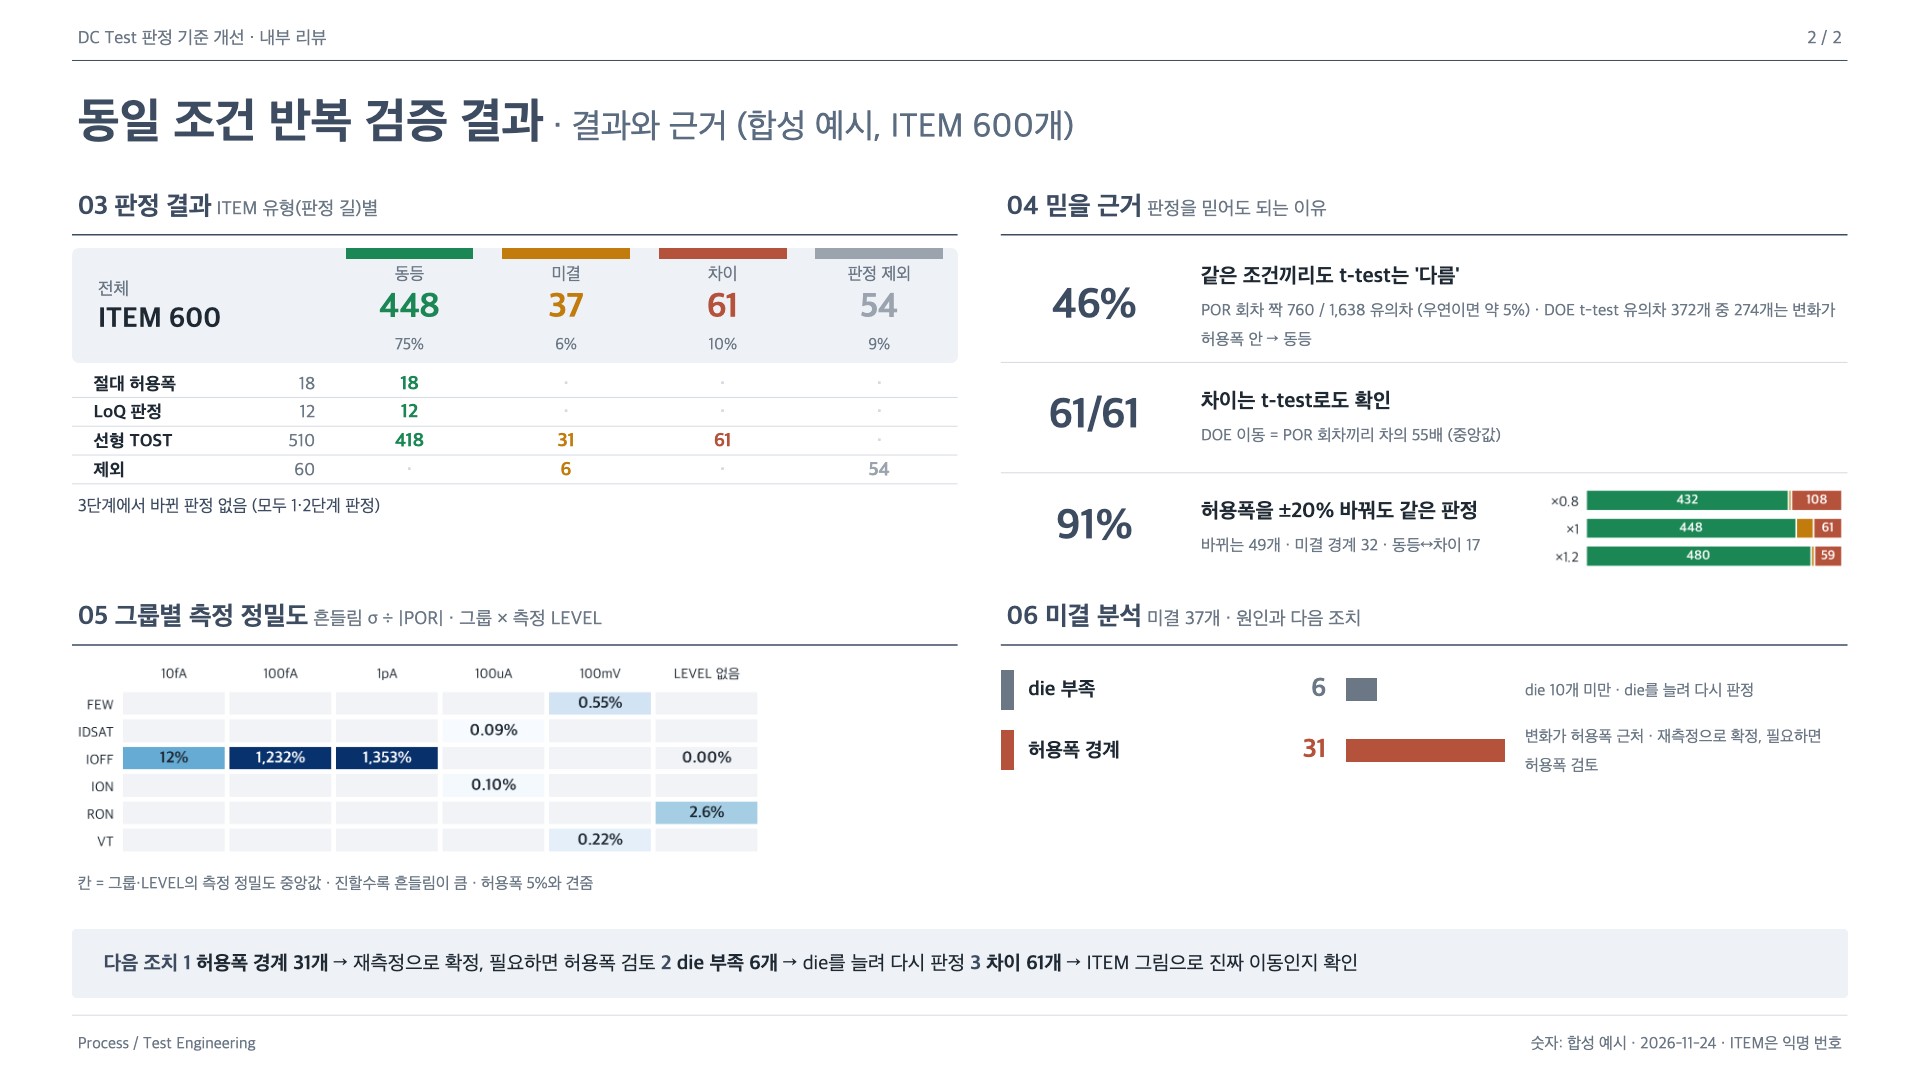 DC Test 판정 기준 개선 · 내부 리뷰
2 / 2
동일 조건 반복 검증 결과 · 결과와 근거 (합성 예시, ITEM 600개)
03 판정 결과 ITEM 유형(판정 길)별
전체
ITEM 600
동등
448
75%
미결
37
6%
차이
61
10%
판정 제외
54
9%
절대 허용폭 18 18 · · ·
LoQ 판정 12 12 · · ·
선형 TOST 510 418 31 61 ·
제외 60 · 6 · 54
3단계에서 바뀐 판정 없음 (모두 1·2단계 판정)
04 믿을 근거 판정을 믿어도 되는 이유
46%
같은 조건끼리도 t-test는 '다름'
POR 회차 짝 760 / 1,638 유의차 (우연이면 약 5%) · DOE t-test 유의차 372개 중 274개는 변화가
허용폭 안 → 동등
61/61
차이는 t-test로도 확인
DOE 이동 = POR 회차끼리 차의 55배 (중앙값)
91%
허용폭을 ±20% 바꿔도 같은 판정
바뀌는 49개 · 미결 경계 32 · 동등↔차이 17
×0.8 432 108
×1 448 61
×1.2 480 59
05 그룹별 측정 정밀도 흔들림 σ ÷ |POR| · 그룹 × 측정 LEVEL
10fA 100fA 1pA 100uA 100mV LEVEL 없음
FEW 0.55%
IDSAT 0.09%
IOFF 12% 1,232% 1,353% 0.00%
ION 0.10%
RON 2.6%
VT 0.22%
칸 = 그룹·LEVEL의 측정 정밀도 중앙값 · 진할수록 흔들림이 큼 · 허용폭 5%와 견줌
06 미결 분석 미결 37개 · 원인과 다음 조치
die 부족 6 die 10개 미만 · die를 늘려 다시 판정
허용폭 경계 31 변화가 허용폭 근처 · 재측정으로 확정, 필요하면
허용폭 검토
다음 조치 1 허용폭 경계 31개 → 재측정으로 확정, 필요하면 허용폭 검토 2 die 부족 6개 → die를 늘려 다시 판정 3 차이 61개 → ITEM 그림으로 진짜 이동인지 확인
Process / Test Engineering
숫자: 합성 예시 · 2026-11-24 · ITEM은 익명 번호